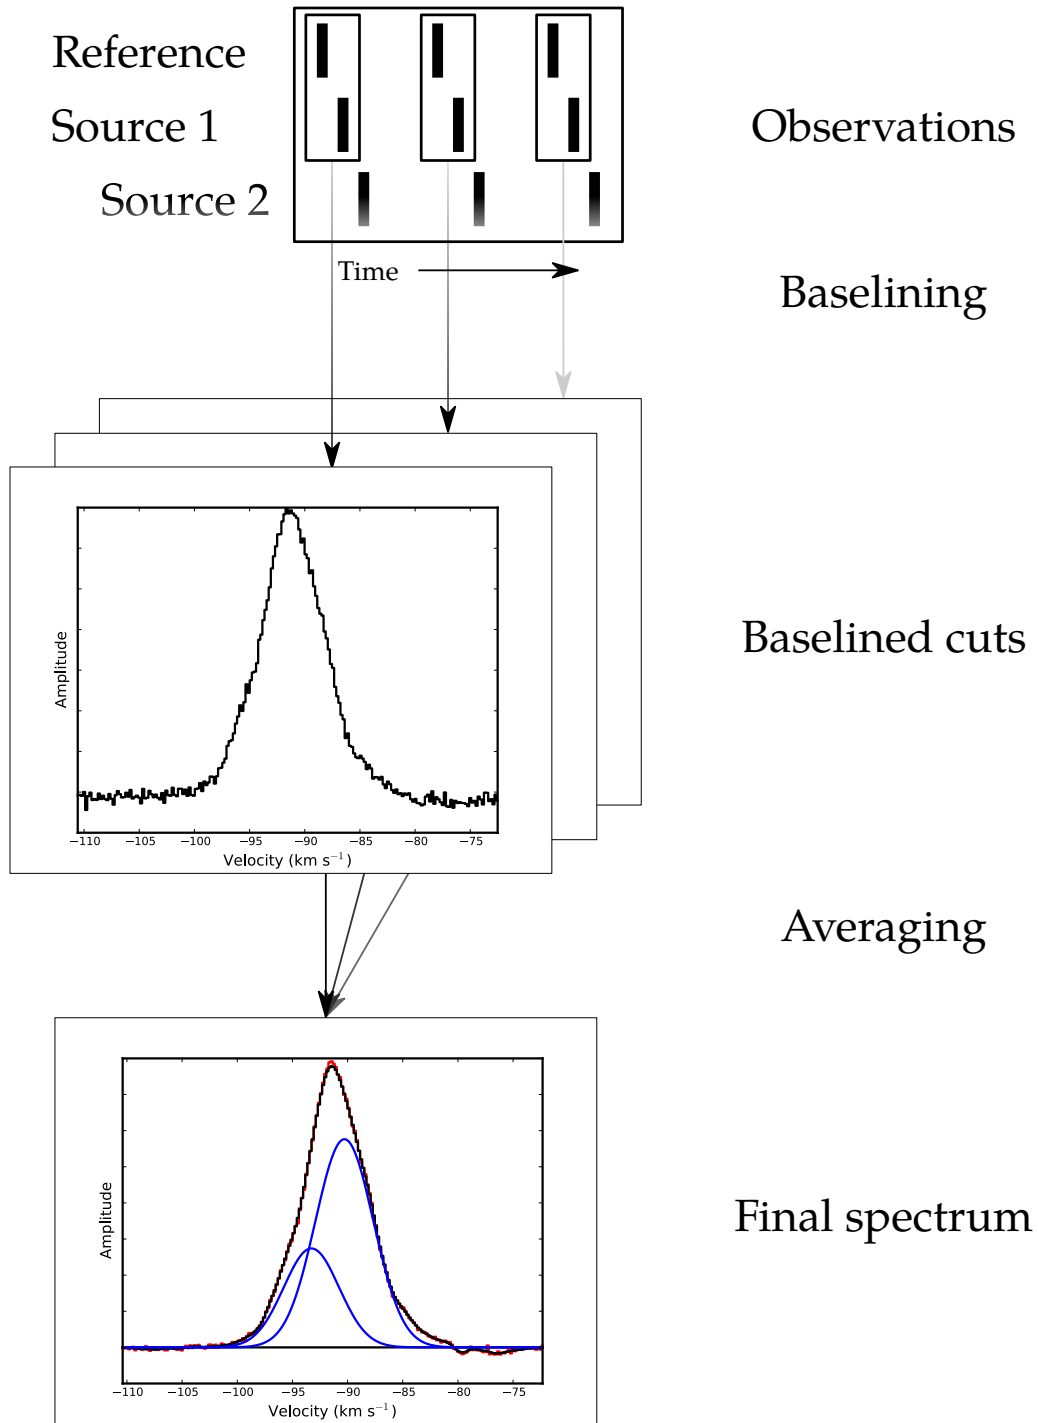 Reference
Source 1
Observations
Source 2
Time
Baselining
Amplitude
−110 −105 −100 −95 −90 −85 −80 −75
Velocity (km s⁻¹)
Baselined cuts
Averaging
Amplitude
−110 −105 −100 −95 −90 −85 −80 −75
Velocity (km s⁻¹)
Final spectrum